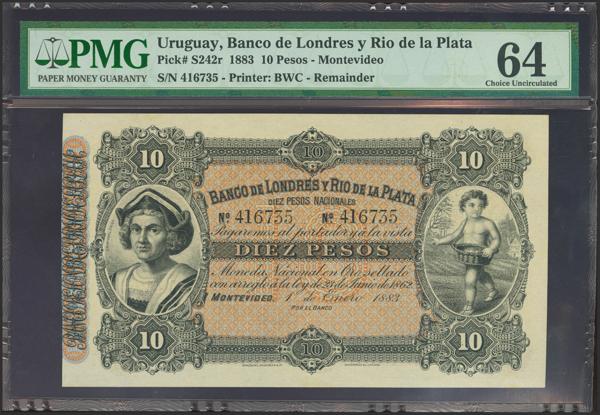 PMG
PAPER MONEY GUARANTY
Uruguay, Banco de Londres y Rio de la Plata
Pick# S242r 1883 10 Pesos - Montevideo
S/N 416735 - Printer: BWC - Remainder
64
Choice Uncirculated
10
10
10
BANCO DE LONDRES Y RIO DE LA PLATA
DIEZ PESOS NACIONALES
Nº 416735 Nº 416735
Pagaremos al portador y á la vista
DIEZ PESOS
Moneda Nacional en Oro sellado
con arreglo á la ley de 23 de Junio de 1862.
MONTEVIDEO, 1º de Enero 1883
POR EL BANCO
10
10
10